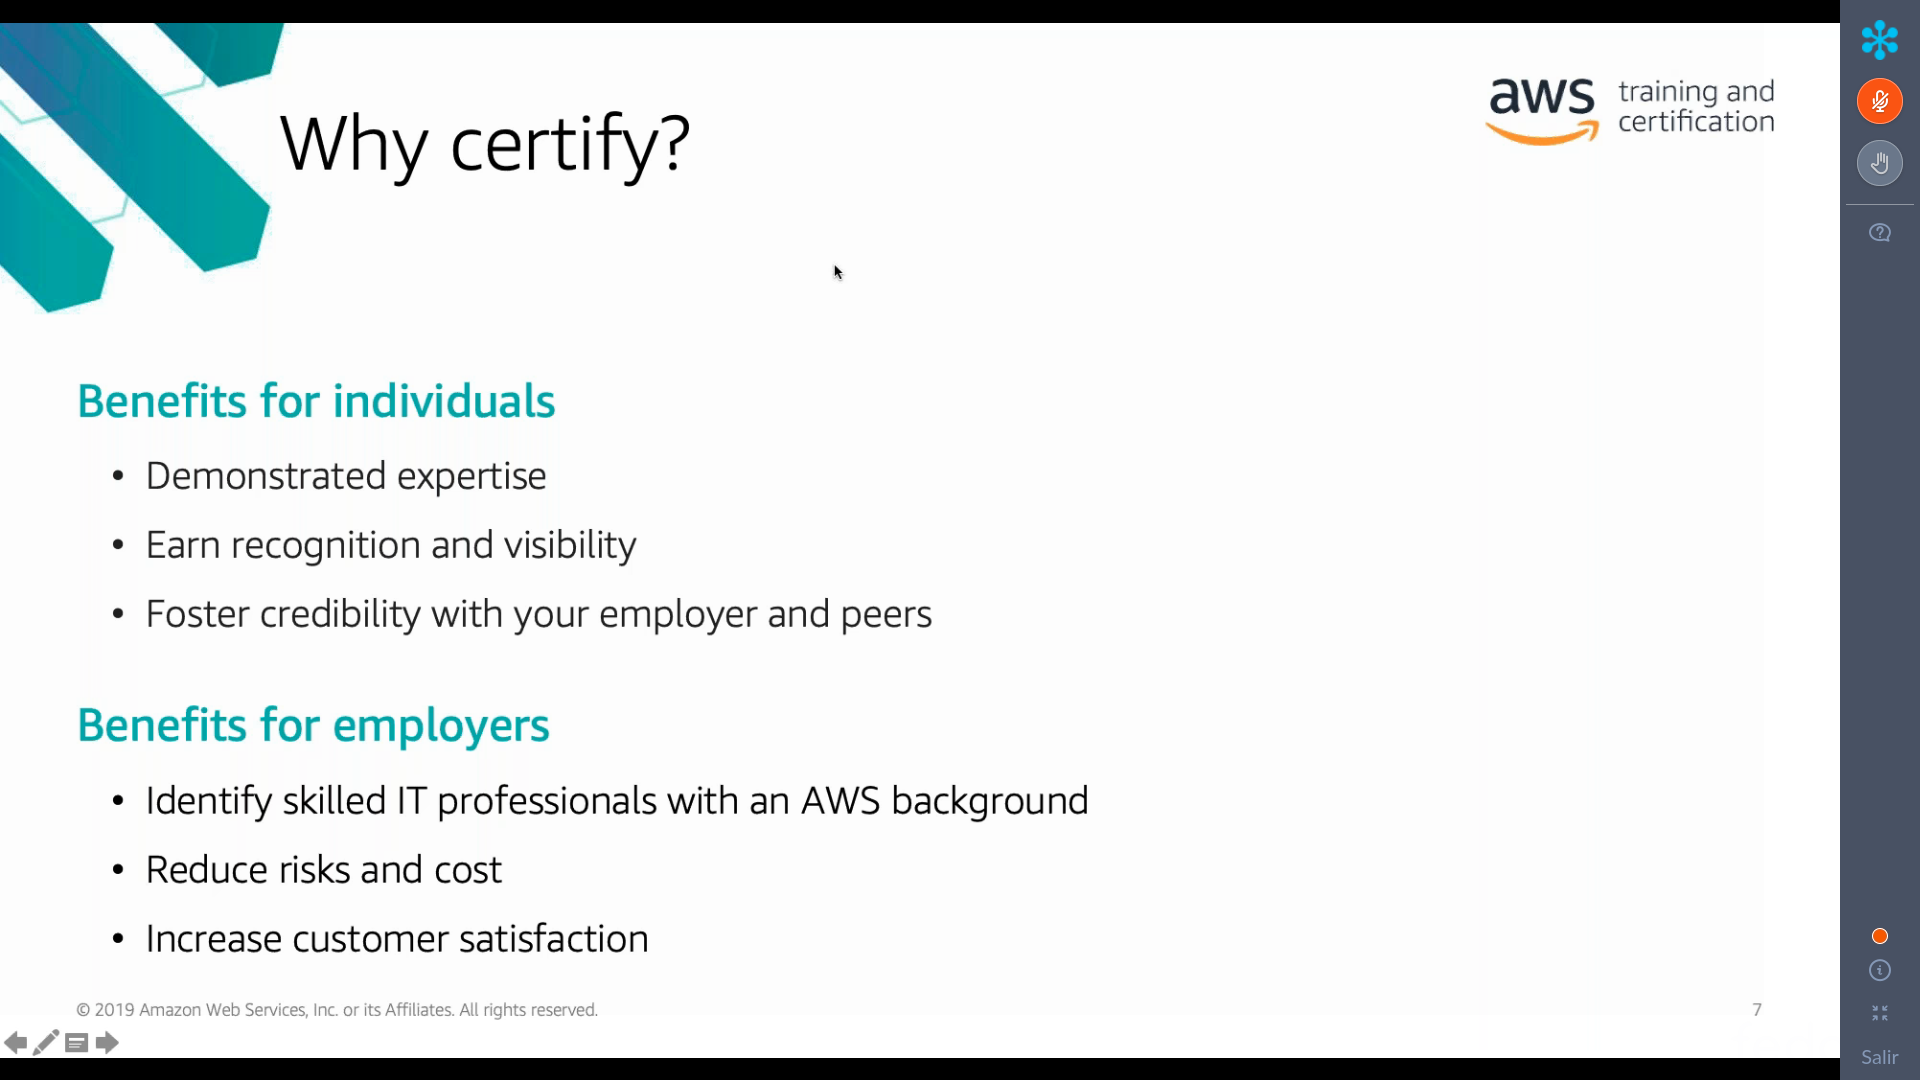 Why certify?
aws training and
certification
Benefits for individuals
• Demonstrated expertise
• Earn recognition and visibility
• Foster credibility with your employer and peers
Benefits for employers
• Identify skilled IT professionals with an AWS background
• Reduce risks and cost
• Increase customer satisfaction
© 2019 Amazon Web Services, Inc. or its Affiliates. All rights reserved.
7
Salir